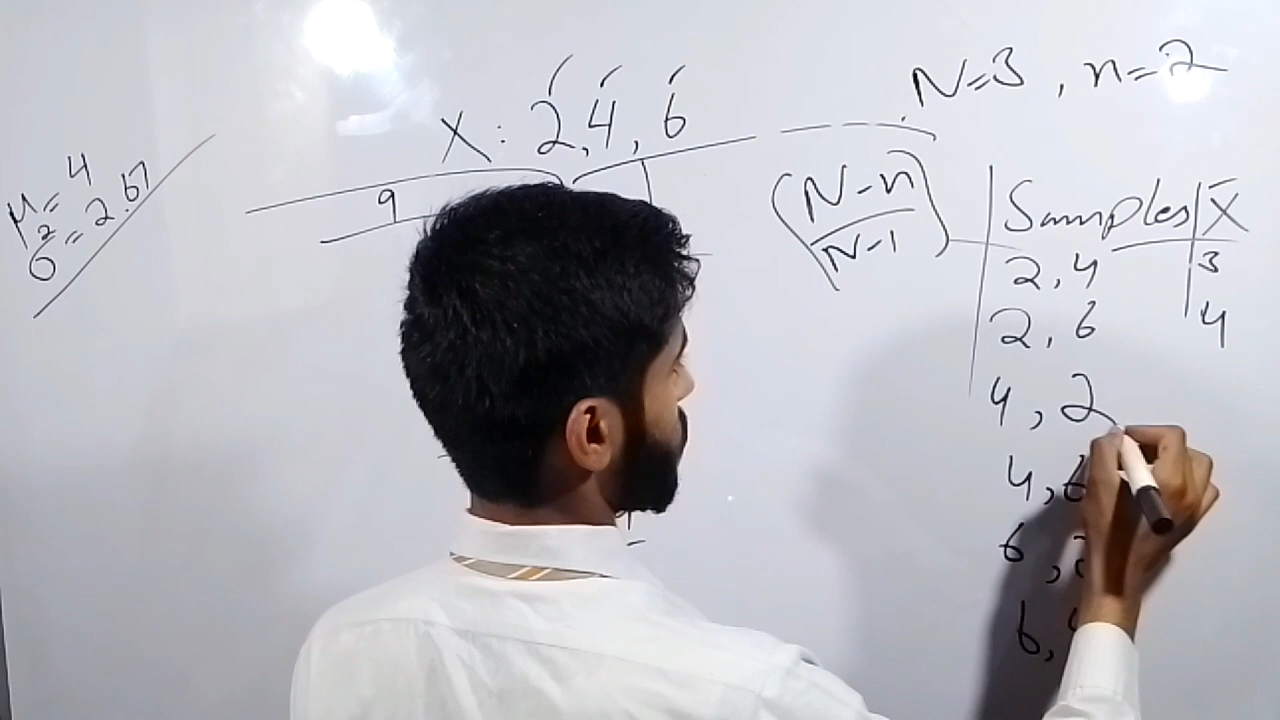 N=3 , n=2
X : 2, 4, 6
μ = 4
σ² = 2.67
9
(N-n / N-1)
Samples X̄
2, 4 3
2, 6 4
4, 2
4, 6
6,
6,